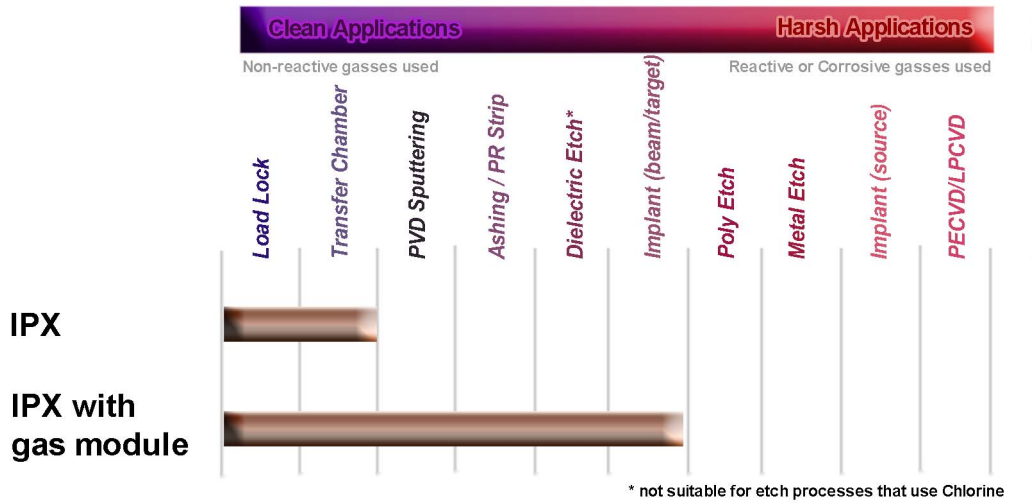 Clean Applications
Harsh Applications
Non-reactive gasses used
Reactive or Corrosive gasses used
Load Lock
Transfer Chamber
PVD Sputtering
Ashing / PR Strip
Dielectric Etch*
Implant (beam/target)
Poly Etch
Metal Etch
Implant (source)
PECVD/LPCVD
IPX
IPX with
gas module
* not suitable for etch processes that use Chlorine